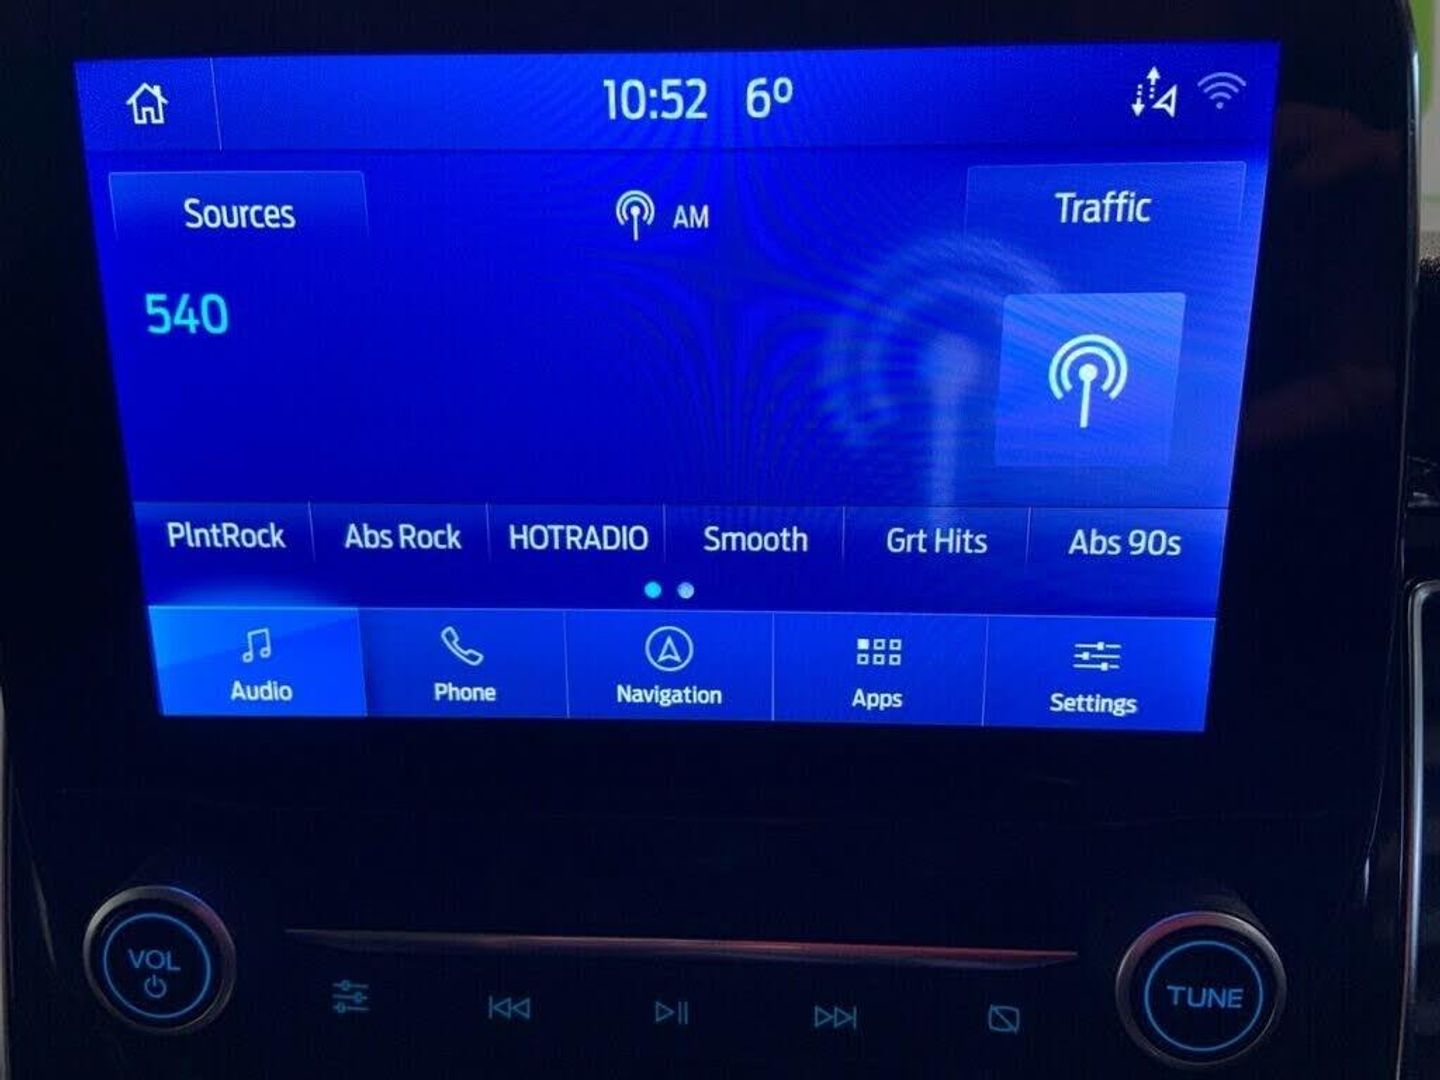 10:52 6º
Sources AM Traffic
540
PlntRock Abs Rock HOTRADIO Smooth Grt Hits Abs 90s
Audio Phone Navigation Apps Settings
VOL
TUNE